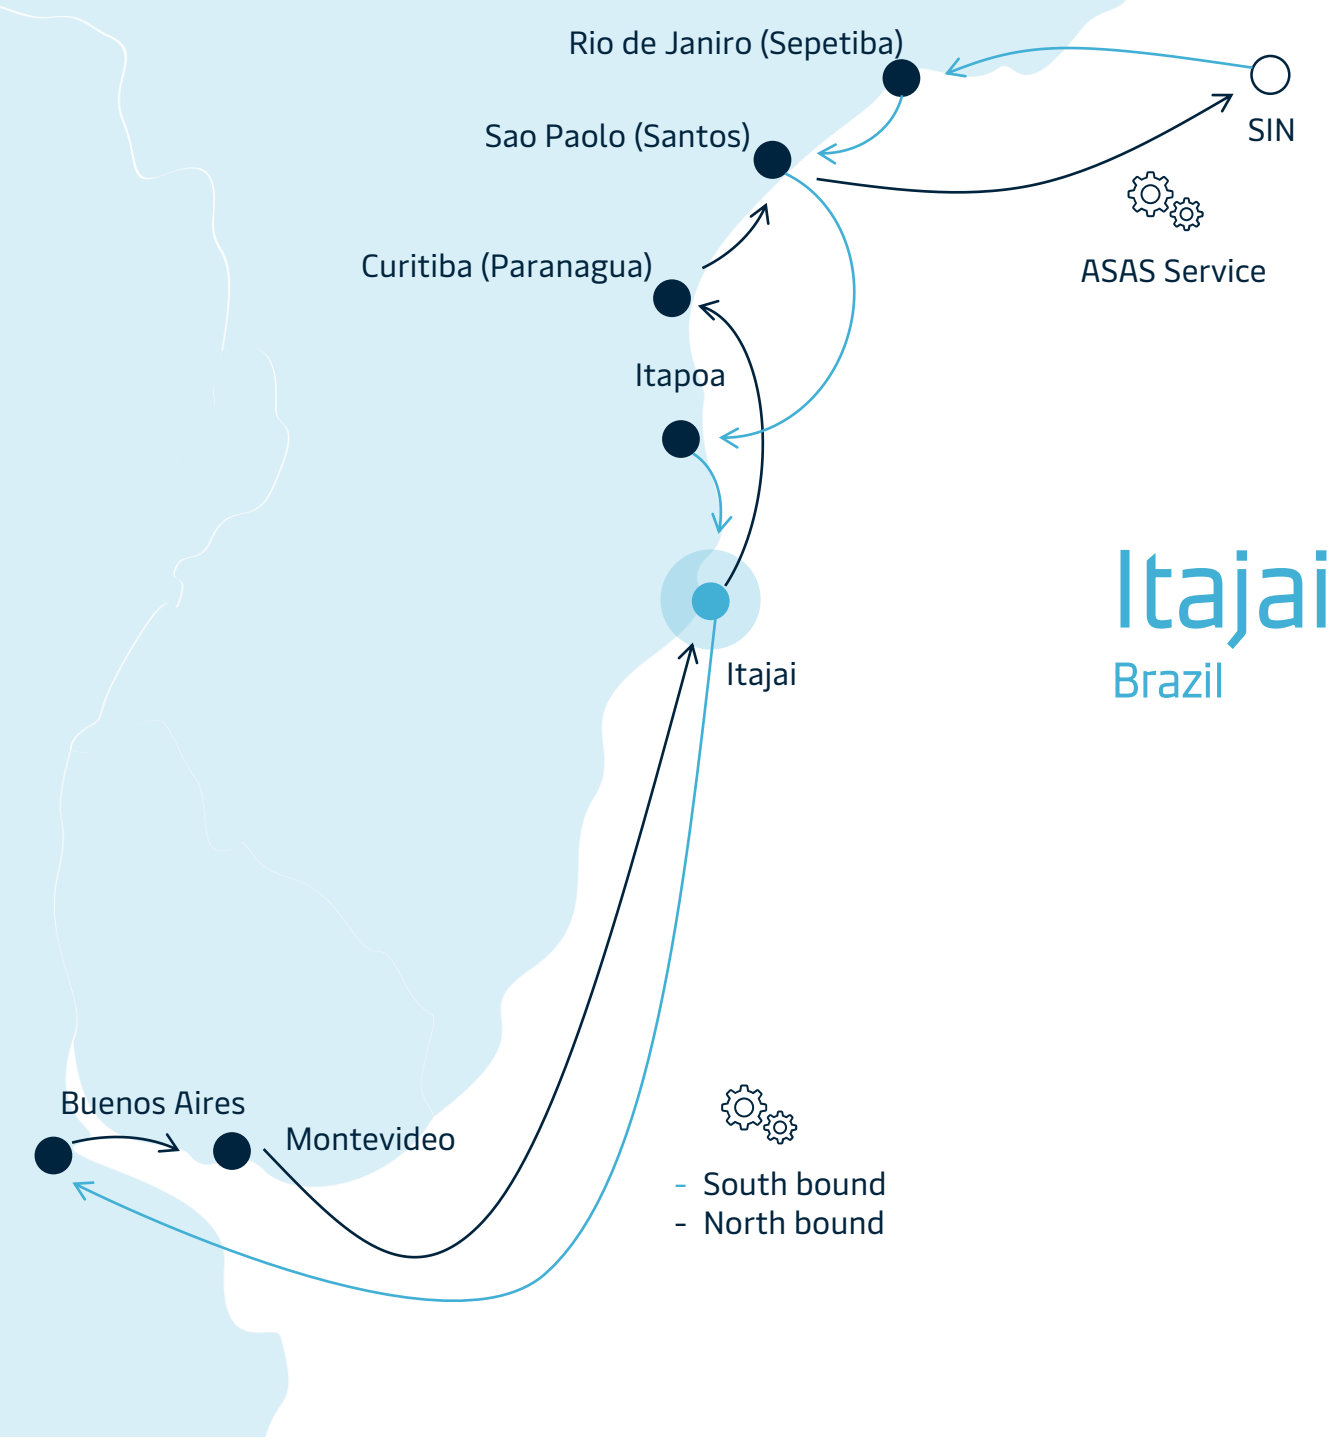 Rio de Janiro (Sepetiba)
Sao Paolo (Santos)
SIN
ASAS Service
Curitiba (Paranagua)
Itapoa
Itajai
Brazil
Itajai
Buenos Aires
Montevideo
- South bound
- North bound